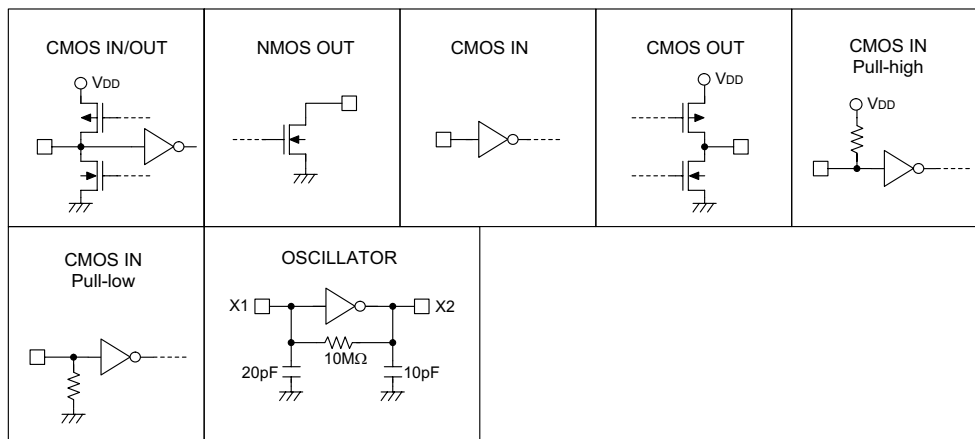 CMOS IN/OUT
VDD
NMOS OUT
CMOS IN
CMOS OUT
VDD
CMOS IN
Pull-high
VDD
CMOS IN
Pull-low
OSCILLATOR
X1
X2
10MΩ
20pF
10pF